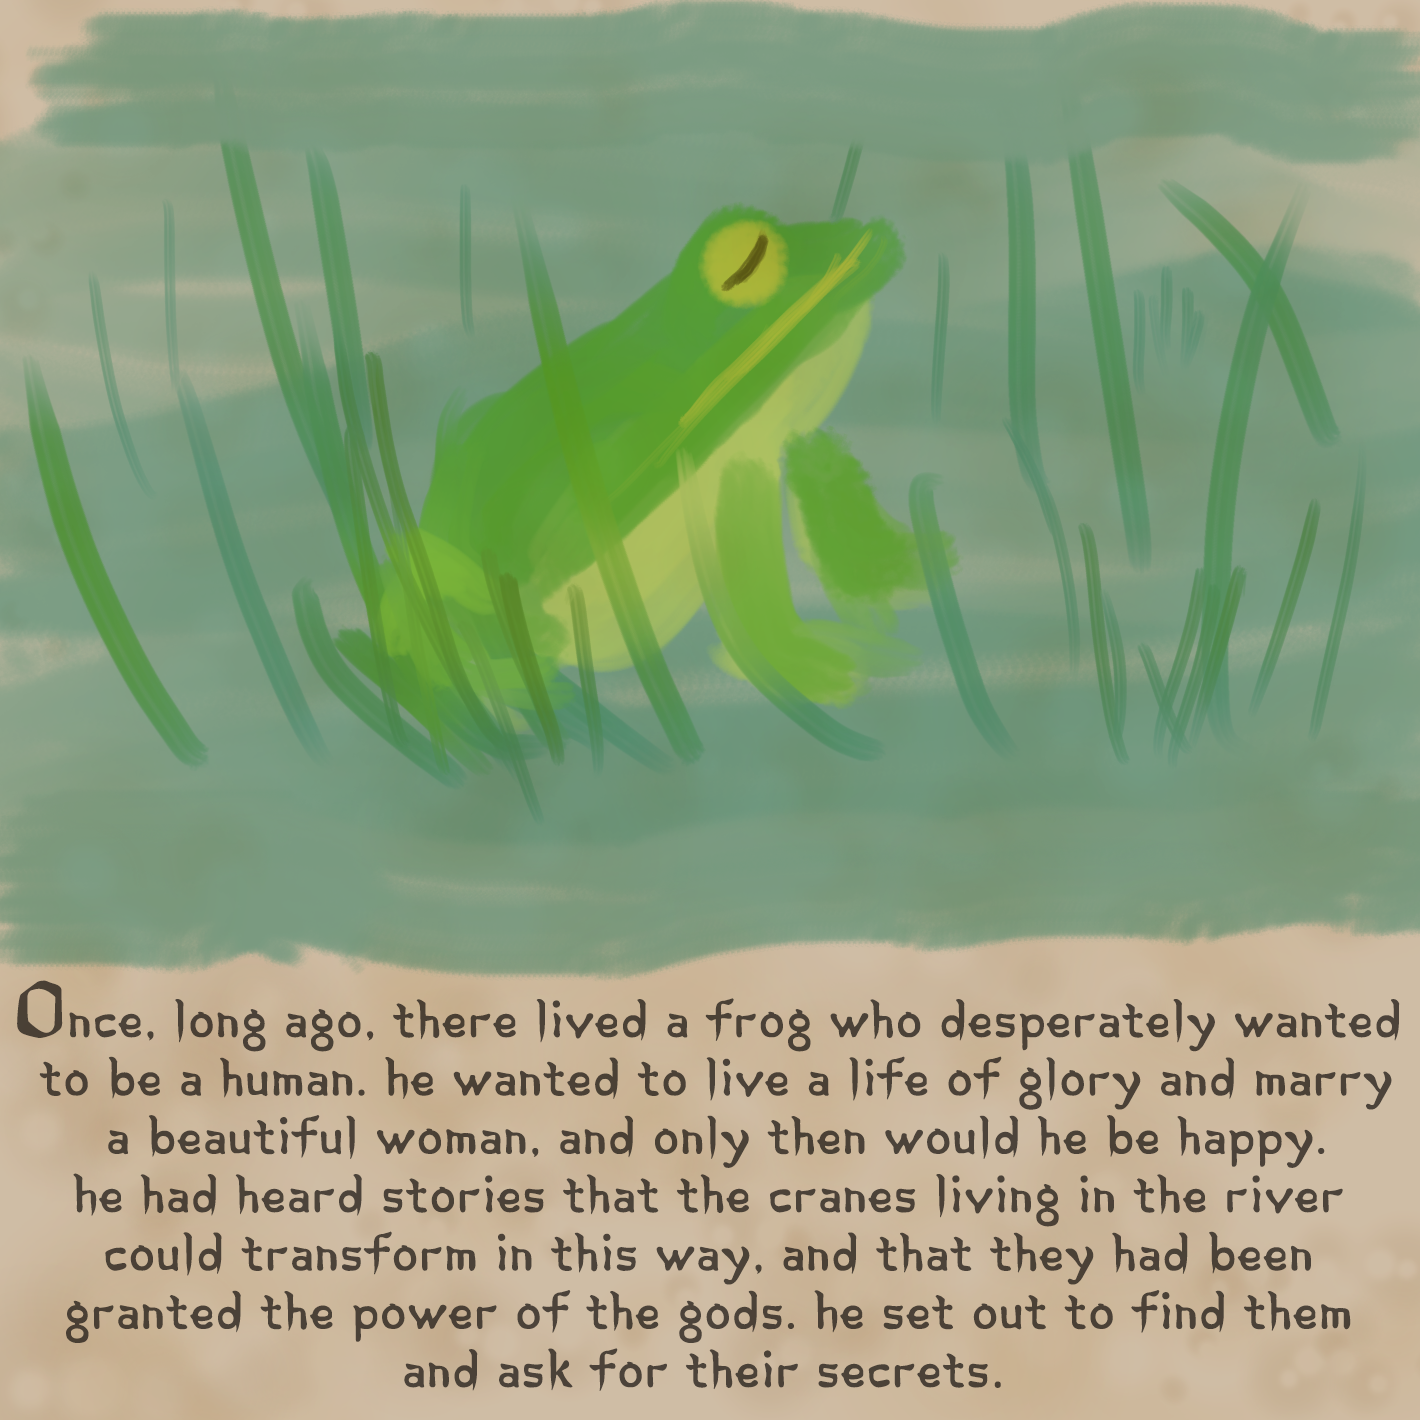 Once, long ago, there lived a frog who desperately wanted
to be a human. he wanted to live a life of glory and marry
a beautiful woman, and only then would he be happy.
he had heard stories that the cranes living in the river
could transform in this way, and that they had been
granted the power of the gods. he set out to find them
and ask for their secrets.